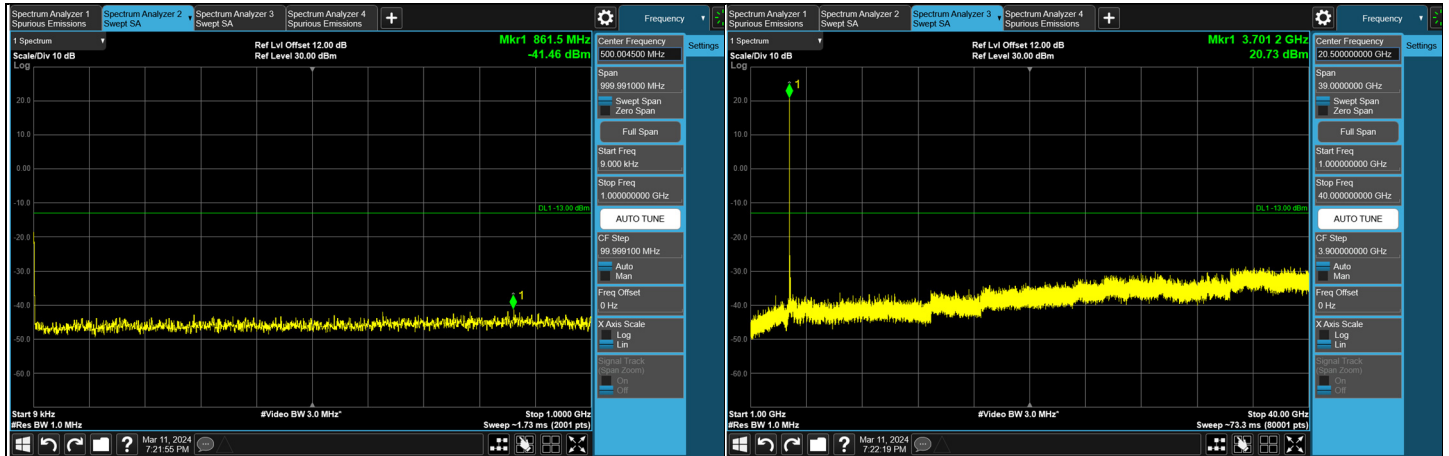 Spectrum Analyzer 1
Spurious Emissions
Spectrum Analyzer 2
Swept SA
Spectrum Analyzer 3
Swept SA
Spectrum Analyzer 4
Spurious Emissions
+
Frequency
1 Spectrum
Scale/Div 10 dB
Log
Ref Lvl Offset 12.00 dB
Ref Level 30.00 dBm
Mkr1 861.5 MHz
-41.46 dBm
20.0
10.0
0.00
-10.0
-20.0
-30.0
-40.0
-50.0
-60.0
DL1 -13.00 dBm
1
Start 9 kHz
#Res BW 1.0 MHz
#Video BW 3.0 MHz*
Stop 1.0000 GHz
Sweep ~1.73 ms (2001 pts)
Center Frequency
500.004500 MHz
Settings
Span
999.991000 MHz
Swept Span
Zero Span
Full Span
Start Freq
9.000 kHz
Stop Freq
1.000000000 GHz
AUTO TUNE
CF Step
99.999100 MHz
Auto
Man
Freq Offset
0 Hz
X Axis Scale
Log
Lin
Signal Track
(Span Zoom)
On
Off
?
Mar 11, 2024
7:21:55 PM
Spectrum Analyzer 1
Spurious Emissions
Spectrum Analyzer 2
Swept SA
Spectrum Analyzer 3
Swept SA
Spectrum Analyzer 4
Spurious Emissions
+
Frequency
1 Spectrum
Scale/Div 10 dB
Log
Ref Lvl Offset 12.00 dB
Ref Level 30.00 dBm
Mkr1 3.701 2 GHz
20.73 dBm
20.0
10.0
0.00
-10.0
-20.0
-30.0
-40.0
-50.0
-60.0
DL1 -13.00 dBm
1
Start 1.00 GHz
#Res BW 1.0 MHz
#Video BW 3.0 MHz*
Stop 40.00 GHz
Sweep ~73.3 ms (80001 pts)
Center Frequency
20.500000000 GHz
Settings
Span
39.0000000 GHz
Swept Span
Zero Span
Full Span
Start Freq
1.000000000 GHz
Stop Freq
40.000000000 GHz
AUTO TUNE
CF Step
3.900000000 GHz
Auto
Man
Freq Offset
0 Hz
X Axis Scale
Log
Lin
Signal Track
(Span Zoom)
On
Off
?
Mar 11, 2024
7:22:19 PM